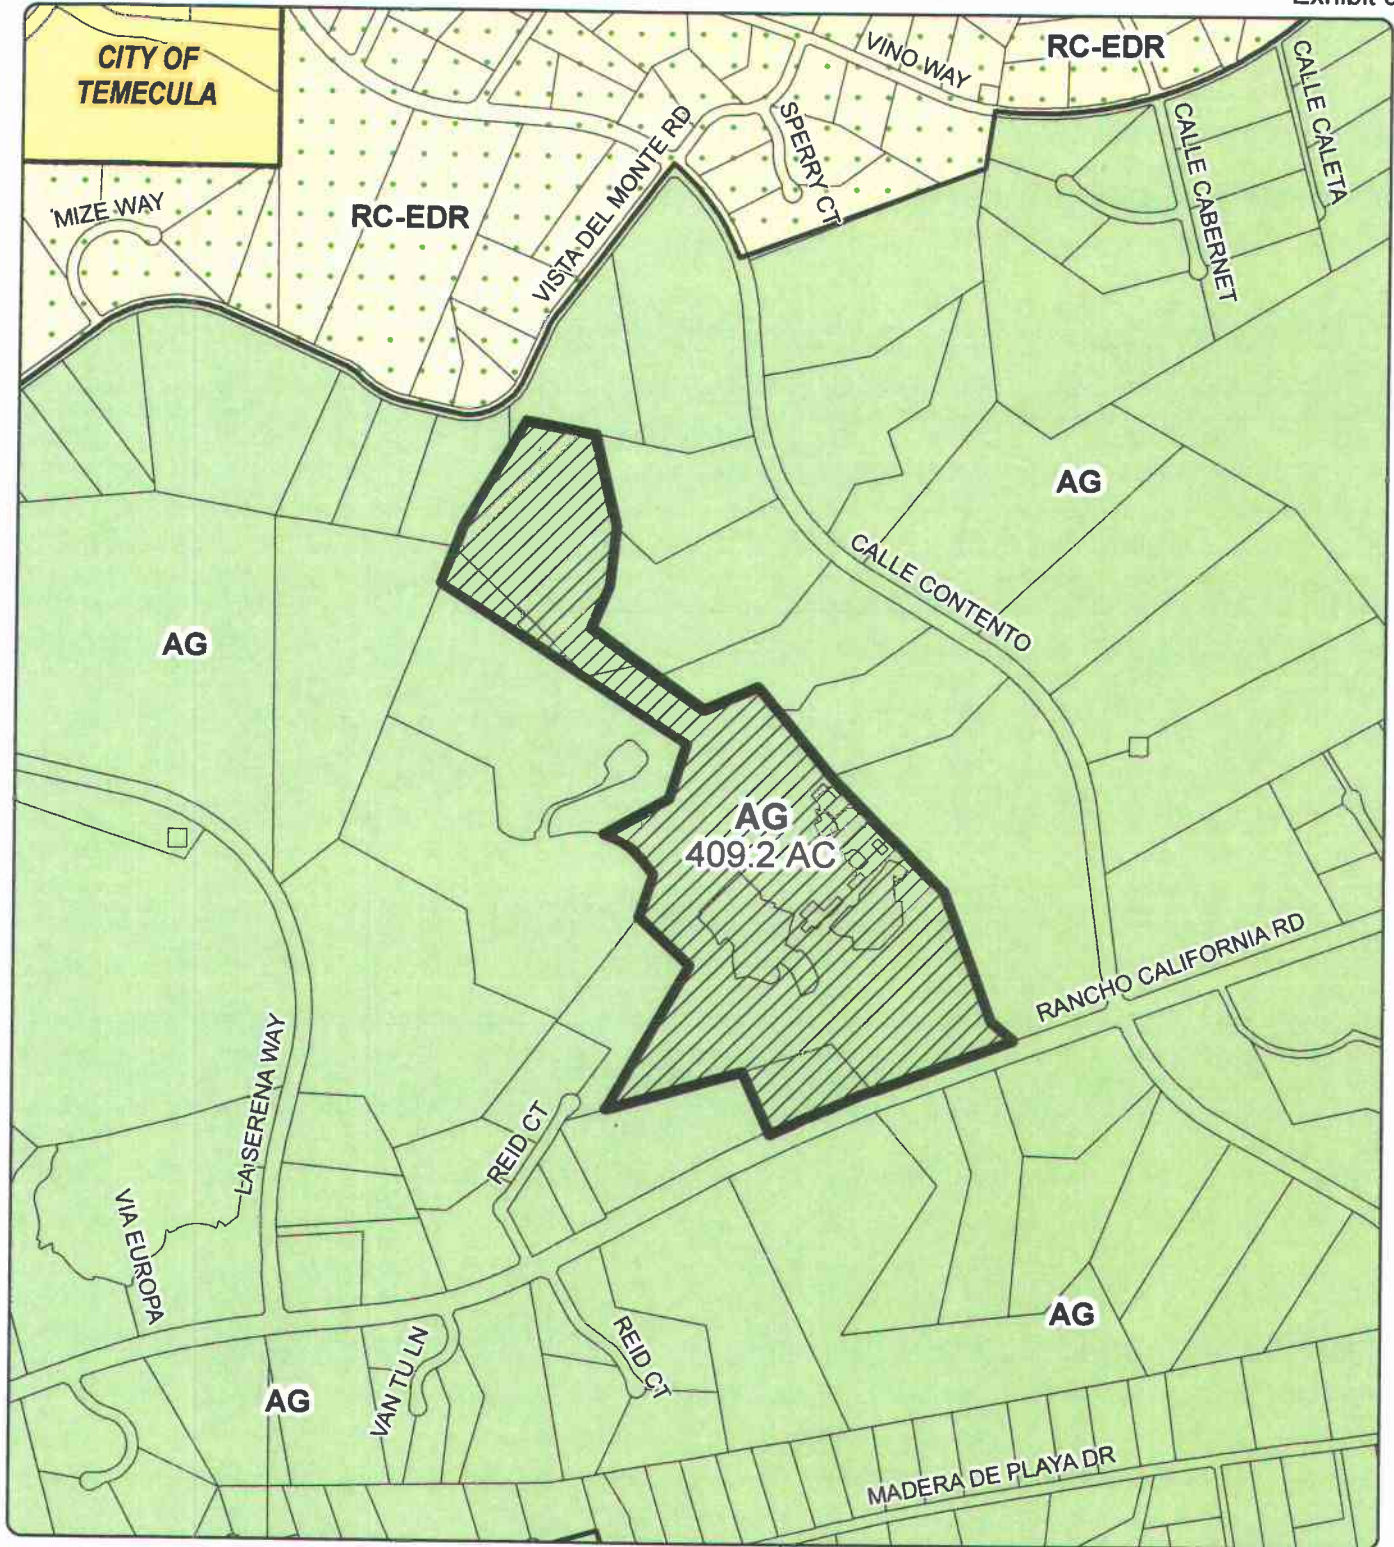 Exhibit
CITY OF
TEMECULA
RC-EDR
VINO WAY
CALLE CALETA
SPERRY CT
CALLE CABERNET
VISTA DEL MONTE RD
MIZE WAY
RC-EDR
AG
CALLE CONTENTO
AG
AG
409.2 AC
RANCHO CALIFORNIA RD
LA SERENA WAY
REID CT
VIA EUROPA
AG
REID CT
VAN TU LN
AG
MADERA DE PLAYA DR